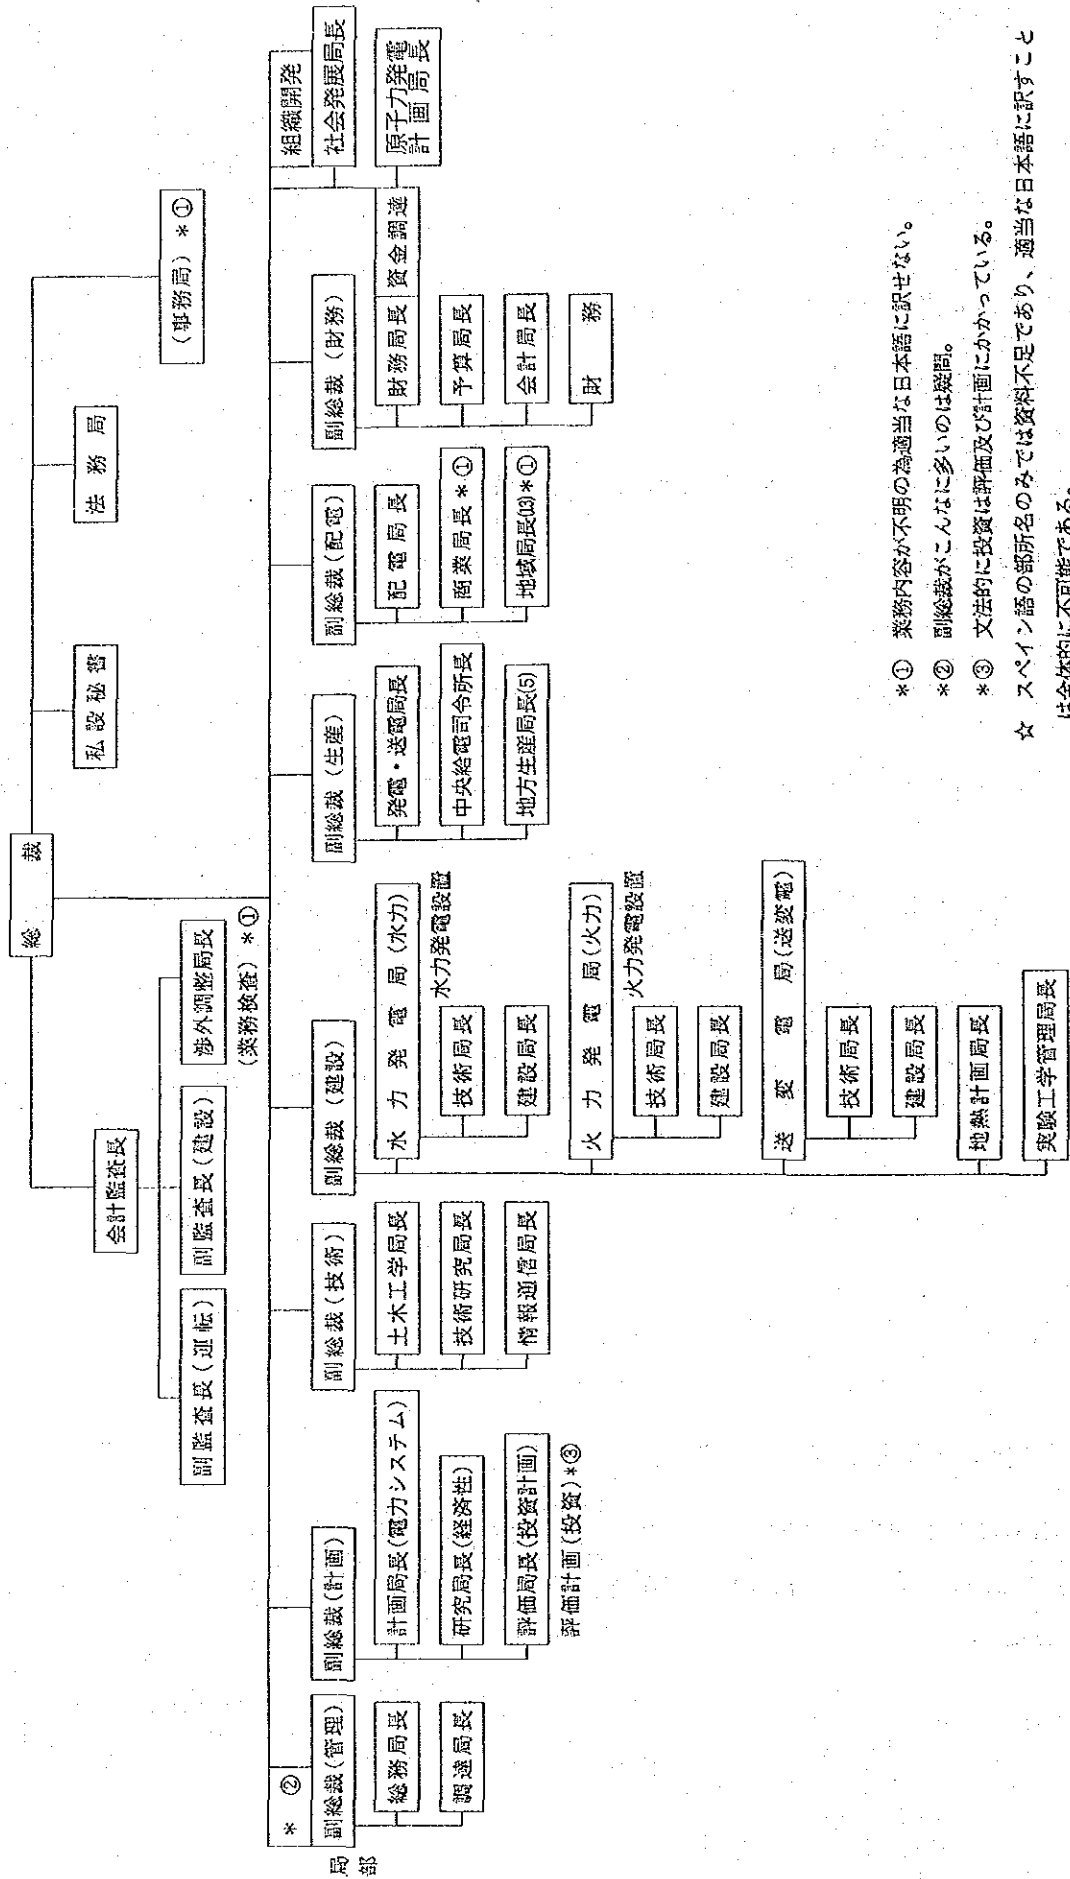 総裁
会計監査長
私設秘書
法務局
(事務局) *①
副監査長(運転)
副監査長(建設)
渉外調整局長
(業務検査) *①
* ②
局
部
副総裁(管理)
総務局長
調達局長
副総裁(計画)
計画局長(電力システム)
研究局長(経済性)
評価局長(投資計画)
評価計画(投資)*③
副総裁(技術)
土木工学局長
技術研究局長
情報通信局長
副総裁(建設)
水力発電局(水力)
水力発電設置
技術局長
建設局長
火力発電局(火力)
火力発電設置
技術局長
建設局長
送変電局(送変電)
技術局長
建設局長
地熱計画局長
実験工学管理局長
副総裁(生産)
発電・送電局長
中央給電司令所長
地方生産局長(5)
副総裁(配電)
配電局長
商業局長*①
地域局長(13)*①
副総裁(財務)
財務局長
資金調達
予算局長
会計局長
財務
組織開発
社会発展局長
原子力発電
計画局長
*① 業務内容が不明の為適当な日本語に訳せない。
*② 副総裁がこんなに多いのは疑問。
*③ 文法的に投資は評価及び計画にかかっている。
☆ スペイン語の部所名のみでは資料不足であり、適当な日本語に訳すこと
は全体的に不可能である。